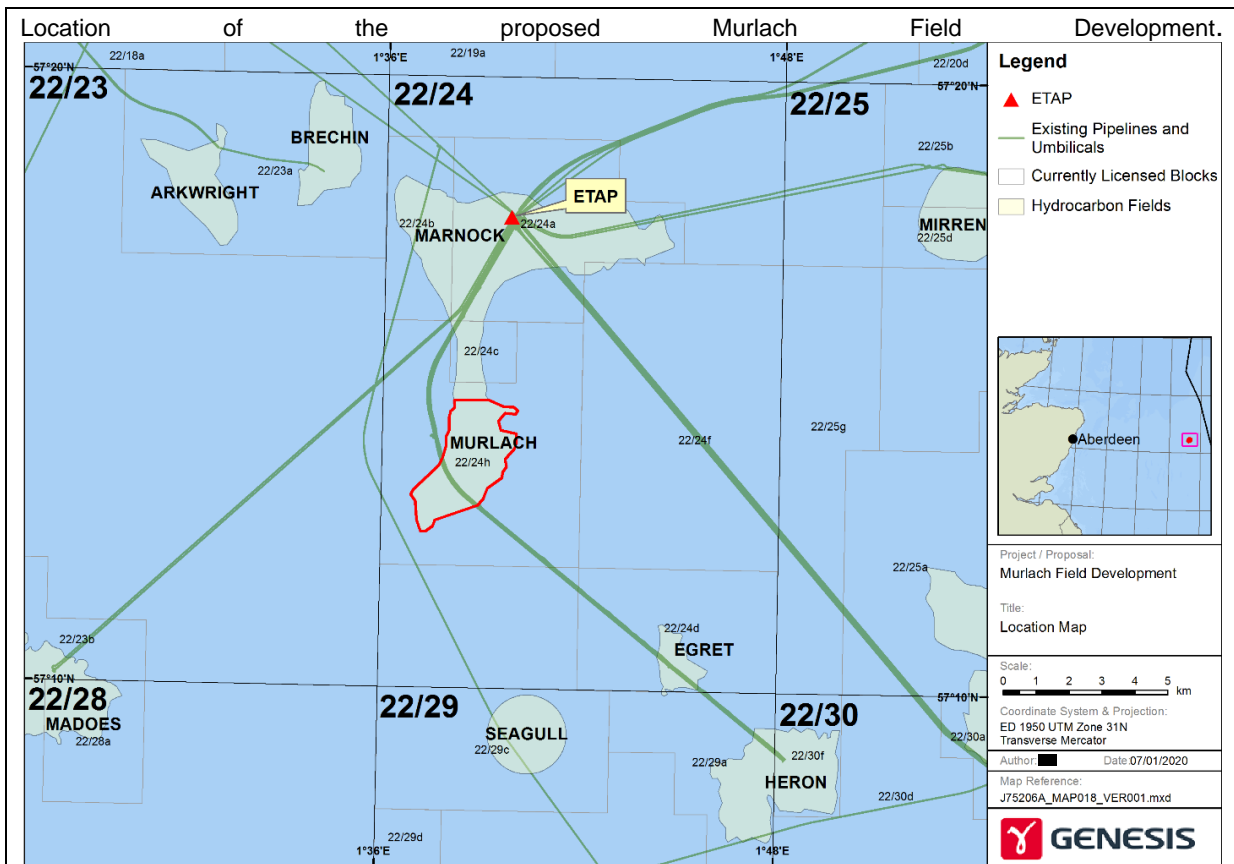 Location of the proposed Murlach Field Development.
1°36'E
22/19a
1°48'E
22/18a
22/20d
57°20'N
57°20'N
22/23
22/24
22/25
BRECHIN
22/23a
ARKWRIGHT
22/25b
ETAP
22/24b
22/24a
MARNOCK
MIRREN
22/25d
22/24c
MURLACH
22/24h
22/24f
22/25g
22/25a
22/24d
EGRET
22/23b
57°10'N
57°10'N
22/28
22/29
22/30
MADOES
22/28a
SEAGULL
22/29c
22/30a
22/29a
22/30f
HERON
22/30d
22/29d
1°36'E
1°48'E
Legend
ETAP
Existing Pipelines and
Umbilicals
Currently Licensed Blocks
Hydrocarbon Fields
Aberdeen
Project / Proposal:
Murlach Field Development
Title:
Location Map
Scale:
0 1 2 3 4 5
km
Coordinate System & Projection:
ED 1950 UTM Zone 31N
Transverse Mercator
Author: Date:07/01/2020
Map Reference:
J75206A_MAP018_VER001.mxd
GENESIS